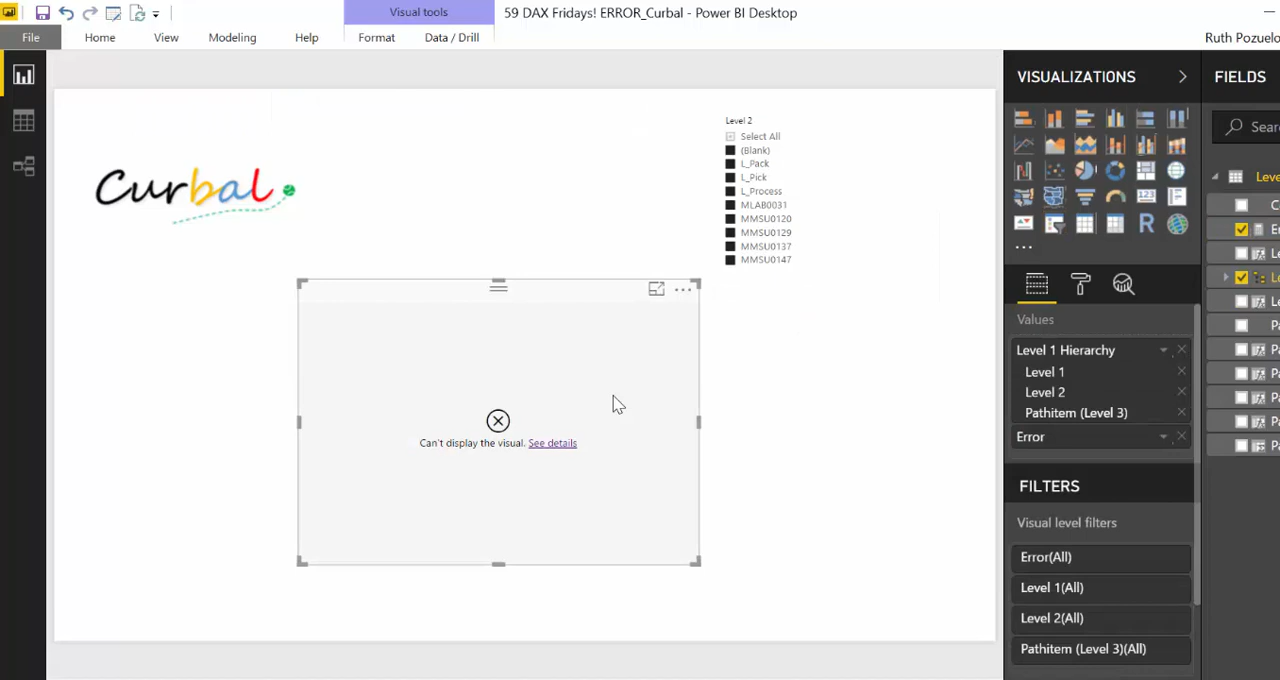 Visual tools
59 DAX Fridays! ERROR_Curbal - Power BI Desktop
File
Home
View
Modeling
Help
Format
Data / Drill
Ruth Pozuelo
Curbal
Level 2
Select All
(Blank)
L_Pack
L_Pick
L_Process
MLAB0031
MMSU0120
MMSU0129
MMSU0137
MMSU0147
Can't display the visual. See details
VISUALIZATIONS
123
R
Values
Level 1 Hierarchy
Level 1
Level 2
Pathitem (Level 3)
Error
FILTERS
Visual level filters
Error(All)
Level 1(All)
Level 2(All)
Pathitem (Level 3)(All)
FIELDS